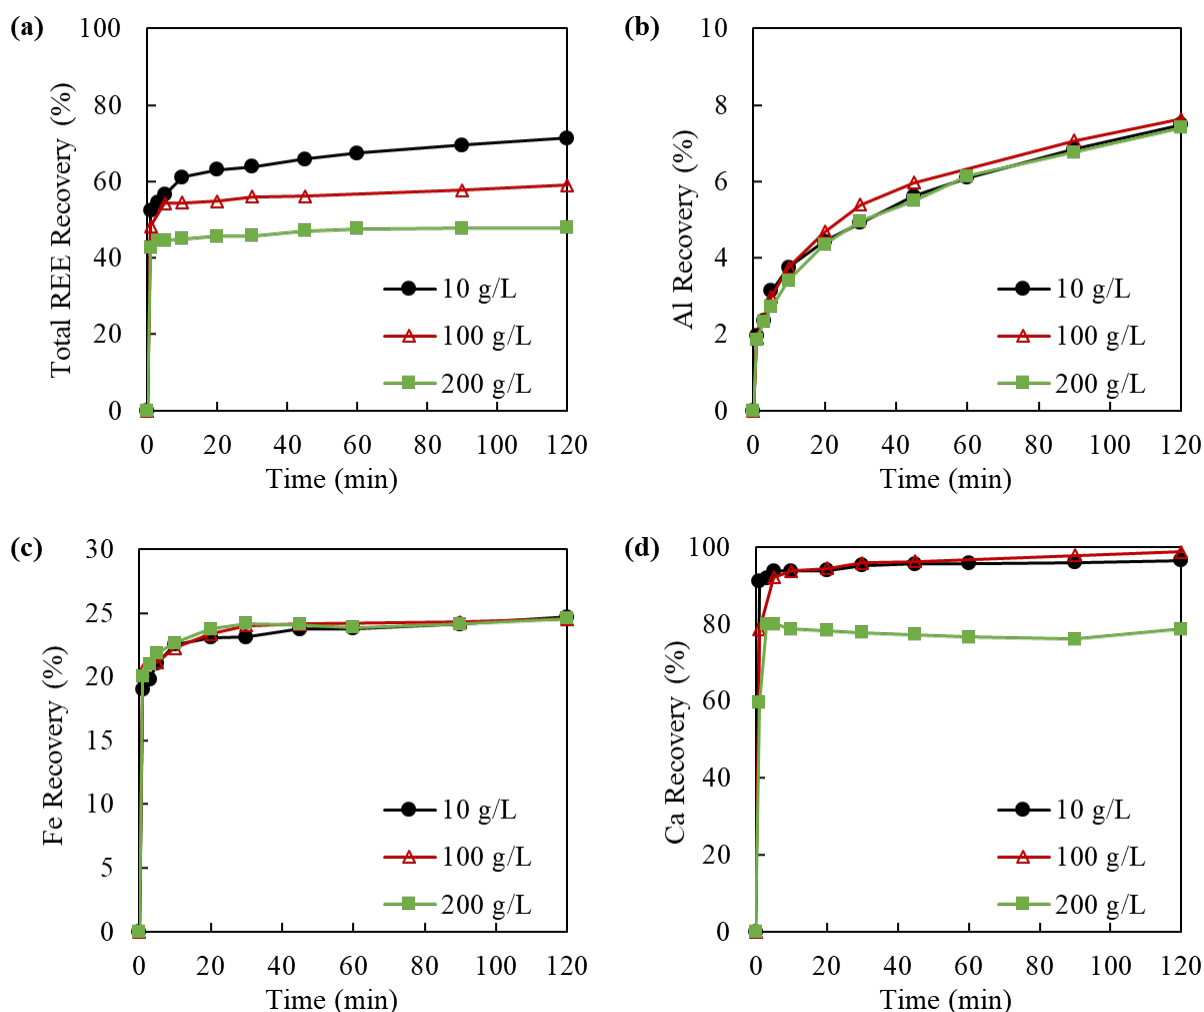 (a)
Total REE Recovery (%)
100
80
60
40
20
0
0 20 40 60 80 100 120
Time (min)
10 g/L
100 g/L
200 g/L
(b)
Al Recovery (%)
10
8
6
4
2
0
0 20 40 60 80 100 120
Time (min)
10 g/L
100 g/L
200 g/L
(c)
Fe Recovery (%)
30
25
20
15
10
5
0
0 20 40 60 80 100 120
Time (min)
10 g/L
100 g/L
200 g/L
(d)
Ca Recovery (%)
100
80
60
40
20
0
0 20 40 60 80 100 120
Time (min)
10 g/L
100 g/L
200 g/L